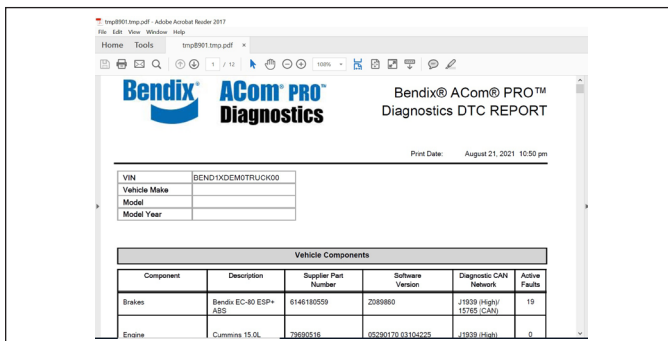 tmp8901.tmp.pdf - Adobe Acrobat Reader 2017
File Edit View Window Help
Home Tools tmp8901.tmp.pdf ×
1 / 12 100%
Bendix® ACom® PRO™
Diagnostics
Bendix® ACom® PRO™
Diagnostics DTC REPORT
Print Date: August 21, 2021 10:50 pm
VIN BEND1XDEM0TRUCK00
Vehicle Make
Model
Model Year
Vehicle Components
Component Description Supplier Part Number Software Version Diagnostic CAN Network Active Faults
Brakes Bendix EC-80 ESP+ ABS 6146180559 Z089860 J1939 (High)/ 15765 (CAN) 19
Engine Cummins 15.0L 79690516 05290170 03104225 J1939 (High) 0